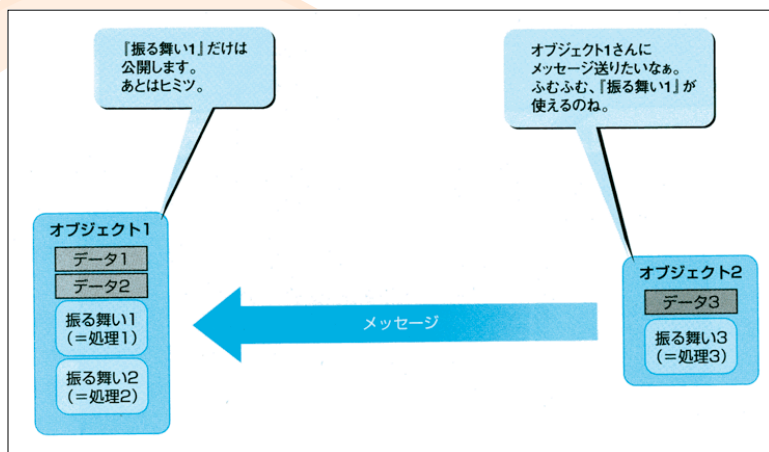 『振る舞い1』だけは
公開します。
あとはヒミツ。
オブジェクト1さんに
メッセージ送りたいなぁ。
ふむふむ、『振る舞い1』が
使えるのね。
オブジェクト1
データ1
データ2
振る舞い1
(=処理1)
振る舞い2
(=処理2)
メッセージ
オブジェクト2
データ3
振る舞い3
(=処理3)